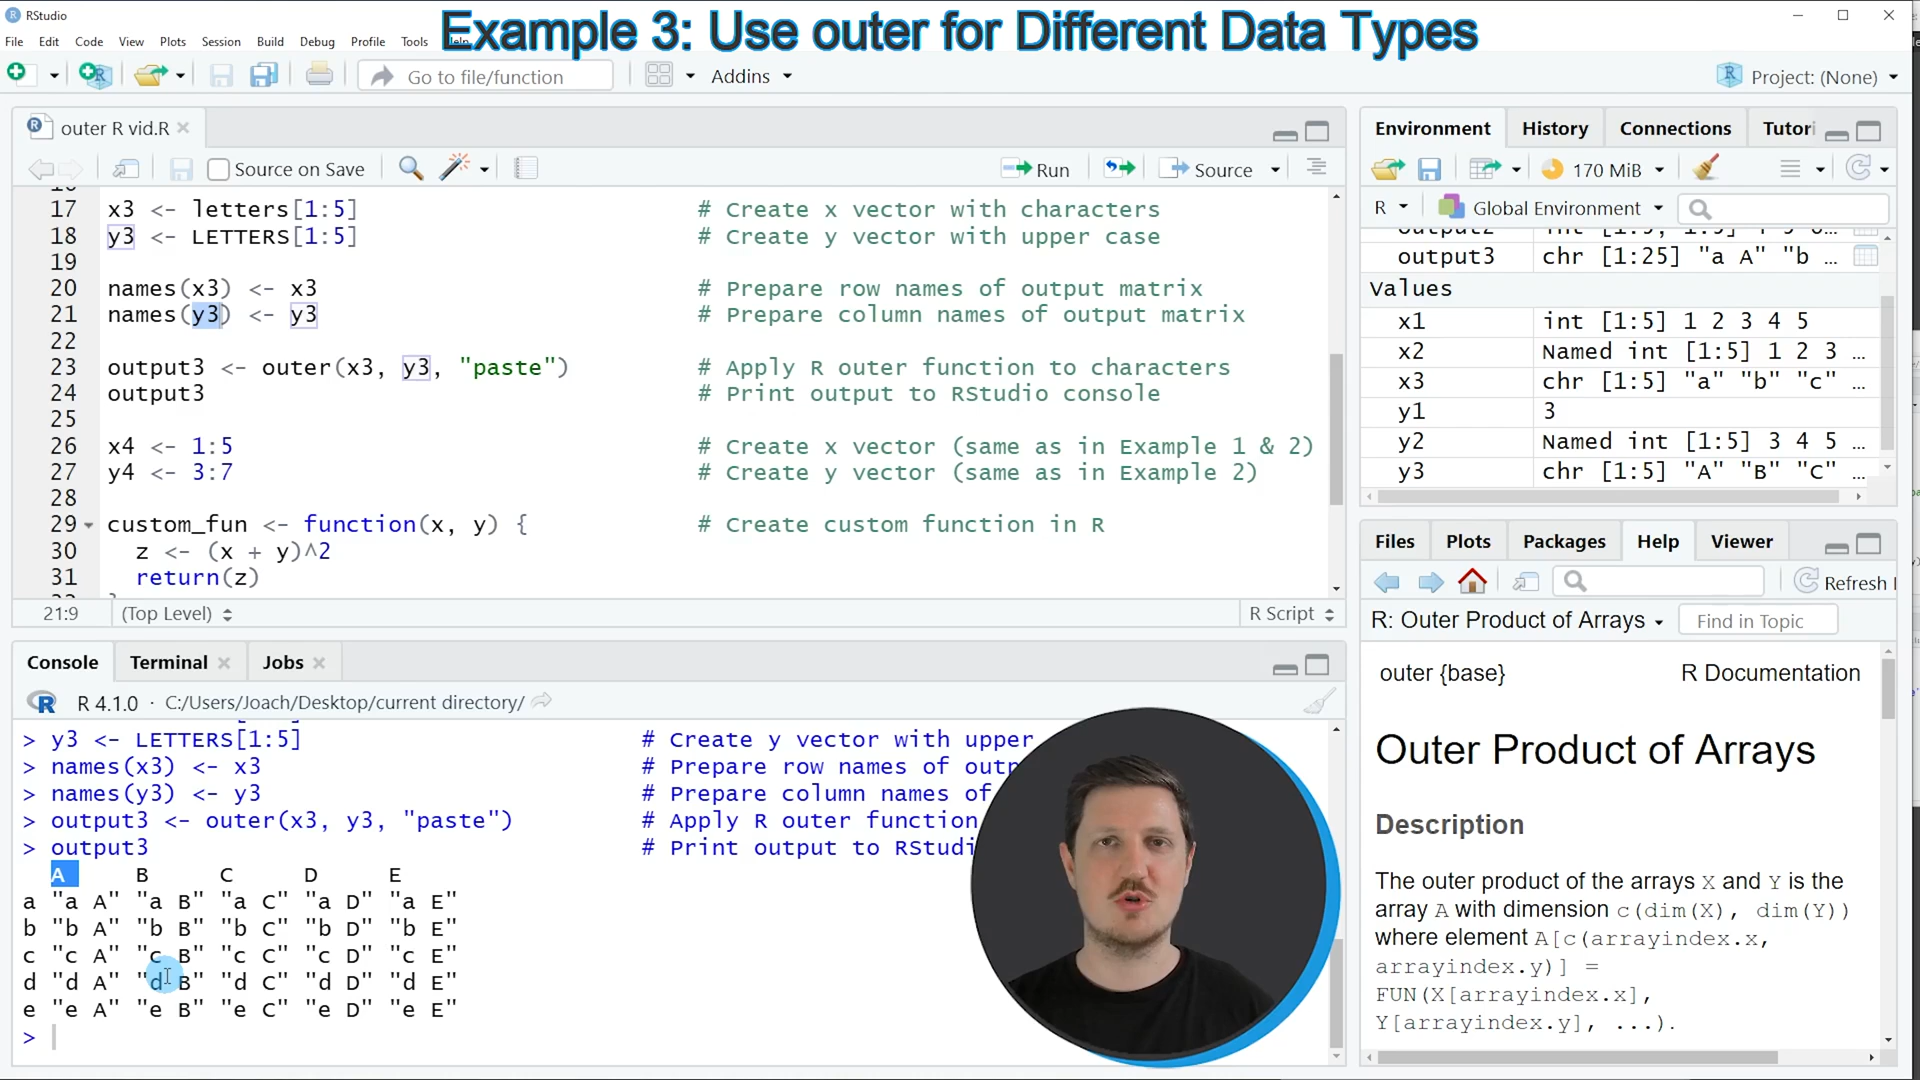 RStudio
Example 3: Use outer for Different Data Types
File Edit Code View Plots Session Build Debug Profile Tools
Go to file/function
Addins
Project: (None)
outer R vid.R
Source on Save
Run
Source
17 x3 <- letters[1:5] # Create x vector with characters
18 y3 <- LETTERS[1:5] # Create y vector with upper case
19
20 names(x3) <- x3 # Prepare row names of output matrix
21 names(y3) <- y3 # Prepare column names of output matrix
22
23 output3 <- outer(x3, y3, "paste") # Apply R outer function to characters
24 output3 # Print output to RStudio console
25
26 x4 <- 1:5 # Create x vector (same as in Example 1 & 2)
27 y4 <- 3:7 # Create y vector (same as in Example 2)
28
29 custom_fun <- function(x, y) { # Create custom function in R
30 z <- (x + y)^2
31 return(z)
21:9 (Top Level) R Script
Console Terminal Jobs
R 4.1.0 · C:/Users/Joach/Desktop/current directory/
> y3 <- LETTERS[1:5] # Create y vector with upper
> names(x3) <- x3 # Prepare row names of outp
> names(y3) <- y3 # Prepare column names of
> output3 <- outer(x3, y3, "paste") # Apply R outer function
> output3 # Print output to RStudi
A B C D E
a "a A" "a B" "a C" "a D" "a E"
b "b A" "b B" "b C" "b D" "b E"
c "c A" "c B" "c C" "c D" "c E"
d "d A" "d B" "d C" "d D" "d E"
e "e A" "e B" "e C" "e D" "e E"
>
Environment History Connections Tutori
170 MiB
R Global Environment
output3 chr [1:25] "a A" "b ...
Values
x1 int [1:5] 1 2 3 4 5
x2 Named int [1:5] 1 2 3 ...
x3 chr [1:5] "a" "b" "c" ...
y1 3
y2 Named int [1:5] 3 4 5 ...
y3 chr [1:5] "A" "B" "C" ...
Files Plots Packages Help Viewer
Refresh
R: Outer Product of Arrays Find in Topic
outer {base} R Documentation
Outer Product of Arrays
Description
The outer product of the arrays X and Y is the
array A with dimension c(dim(X), dim(Y))
where element A[c(arrayindex.x,
arrayindex.y)] =
FUN(X[arrayindex.x],
Y[arrayindex.y], ...).